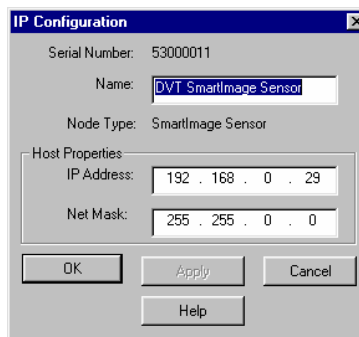 IP Configuration
Serial Number: 53000011
Name: DVT SmartImage Sensor
Node Type: SmartImage Sensor
Host Properties
IP Address: 192 . 168 . 0 . 29
Net Mask: 255 . 255 . 0 . 0
OK Apply Cancel
Help